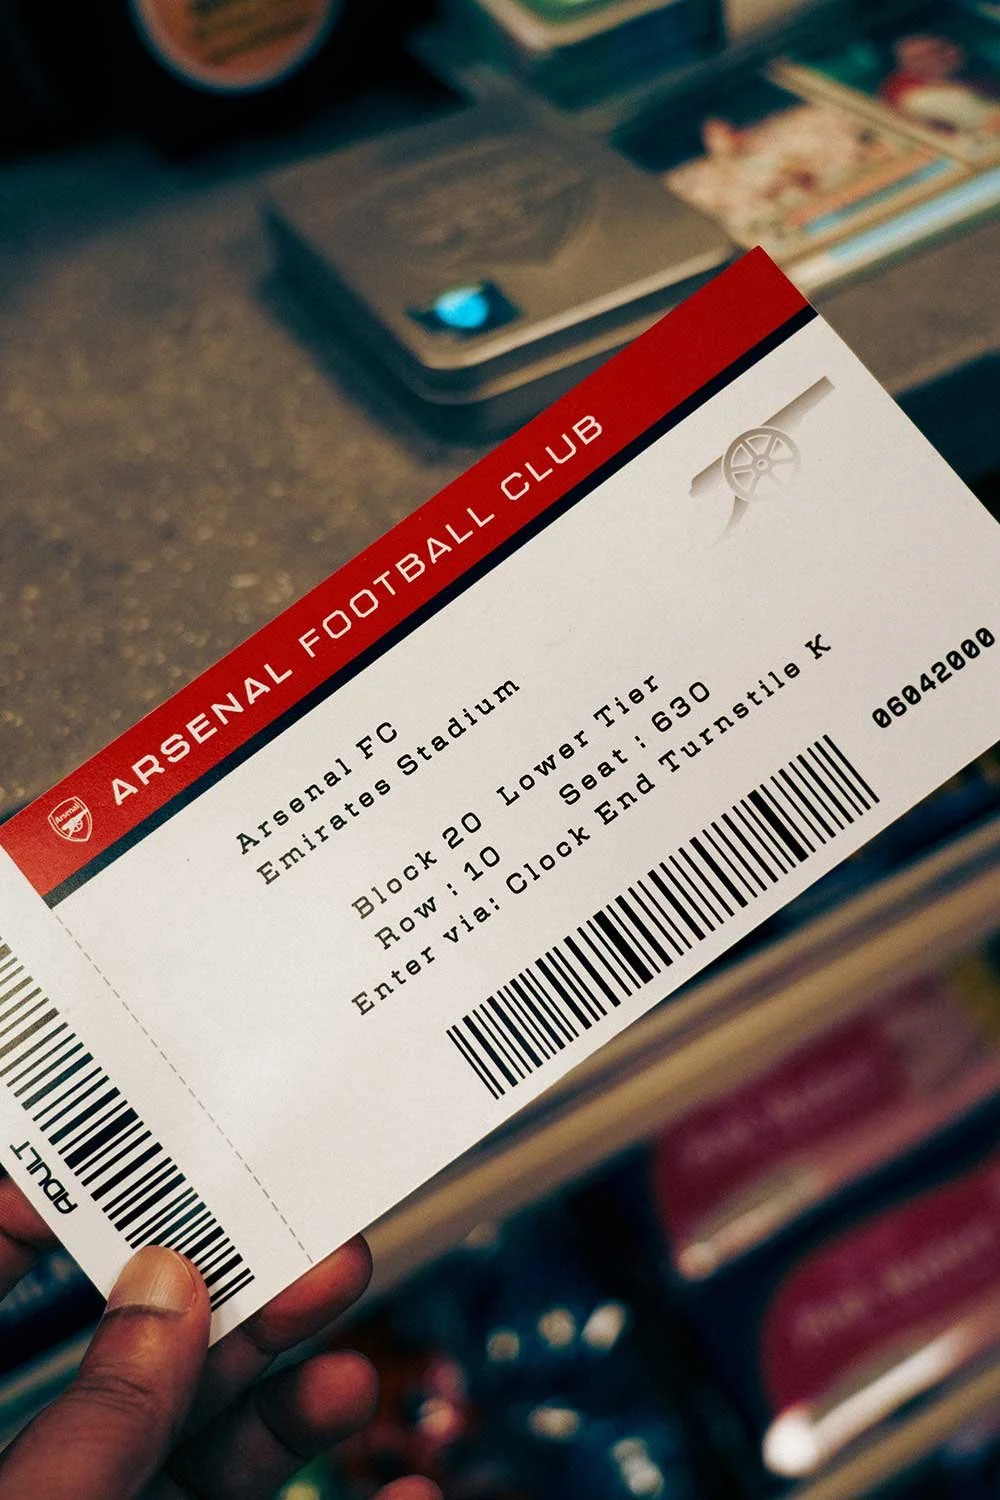 ARSENAL FOOTBALL CLUB
Arsenal
Arsenal FC
Emirates Stadium
Block 20 Lower Tier
Row : 10 Seat : 630
Enter via: Clock End Turnstile K
06042000
ADULT